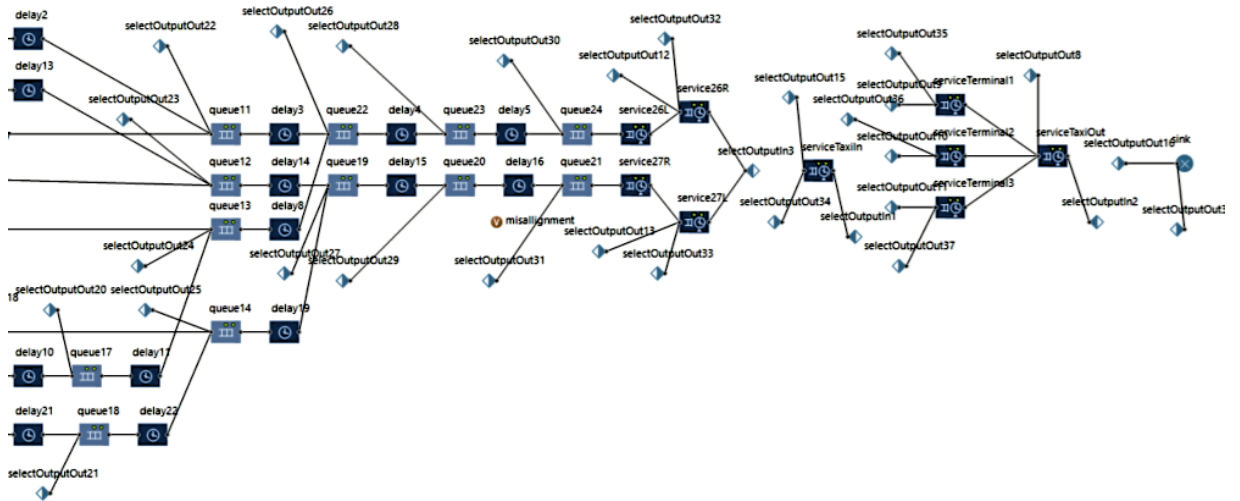 delay2
selectOutputOut22
selectOutputOut26
selectOutputOut28
selectOutputOut30
selectOutputOut32
selectOutputOut12
selectOutputOut35
selectOutputOut8
delay13
selectOutputOut23
queue11
delay3
queue22
delay4
queue23
delay5
queue24
service26L
service26R
selectOutputOut15
serviceTerminal1
selectOutputOut36
serviceTerminal2
serviceTaxiOut
selectOutputOut16
sink
queue12
delay14
queue19
delay15
queue20
delay16
queue21
service27R
selectOutputIn3
serviceTaxiIn
serviceTerminal3
queue13
delay8
misallignment
service27L
selectOutputOut34
selectOutputIn1
selectOutputIn2
selectOutputOut3
selectOutputOut24
selectOutputOut27
selectOutputOut29
selectOutputOut31
selectOutputOut13
selectOutputOut33
selectOutputOut37
18
selectOutputOut20
selectOutputOut25
queue14
delay19
delay10
queue17
delay11
delay21
queue18
delay22
selectOutputOut21